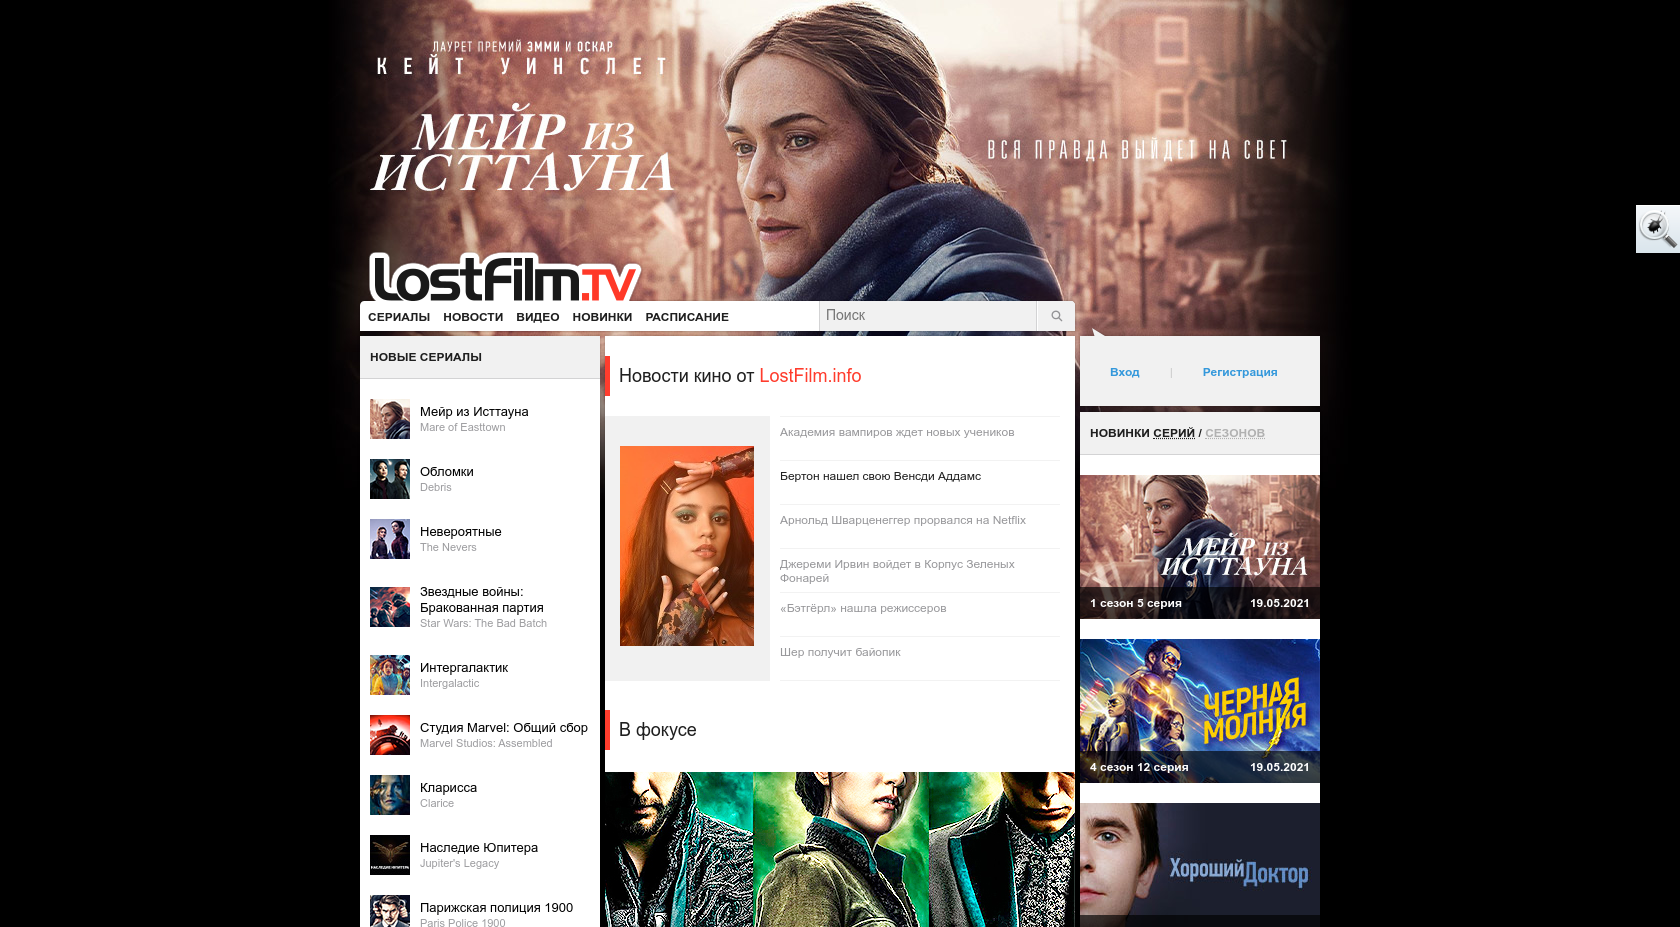 ЛАУРЕТ ПРЕМИЙ ЭММИ И ОСКАР
КЕЙТ УИНСЛЕТ
МЕЙР ИЗ
ИСТТАУНА
ВСЯ ПРАВДА ВЫЙДЕТ НА СВЕТ
LostFilm.TV
СЕРИАЛЫ НОВОСТИ ВИДЕО НОВИНКИ РАСПИСАНИЕ
Поиск
НОВЫЕ СЕРИАЛЫ
Мейр из Исттауна
Mare of Easttown
Обломки
Debris
Невероятные
The Nevers
Звездные войны:
Бракованная партия
Star Wars: The Bad Batch
Интергалактик
Intergalactic
Студия Marvel: Общий сбор
Marvel Studios: Assembled
Кларисса
Clarice
НАСЛЕДИЕ ЮПИТЕРА
Наследие Юпитера
Jupiter's Legacy
Парижская полиция 1900
Paris Police 1900
Новости кино от LostFilm.info
Академия вампиров ждет новых учеников
Бертон нашел свою Венсди Аддамс
Арнольд Шварценеггер прорвался на Netflix
Джереми Ирвин войдет в Корпус Зеленых
Фонарей
«Бэтгёрл» нашла режиссеров
Шер получит байопик
В фокусе
Вход | Регистрация
НОВИНКИ СЕРИЙ / СЕЗОНОВ
МЕЙР ИЗ
ИСТТАУНА
1 сезон 5 серия 19.05.2021
ЧЕРНАЯ
МОЛНИЯ
4 сезон 12 серия 19.05.2021
Хороший Доктор